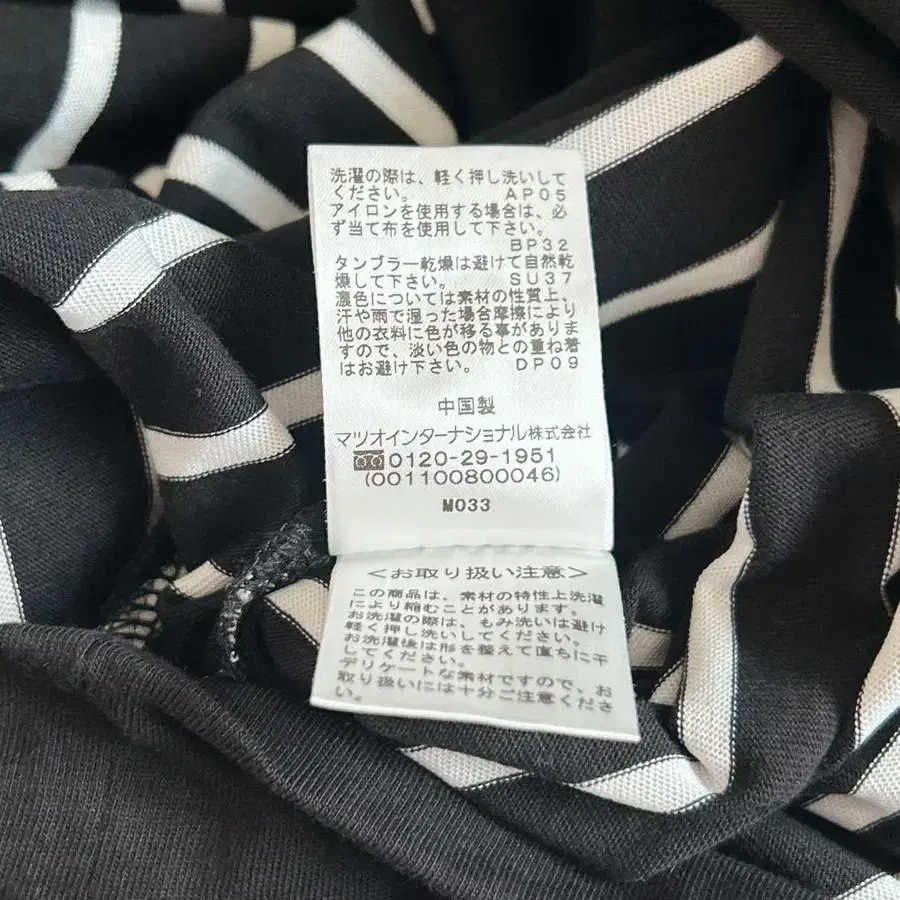 洗濯の際は、軽く押し洗いして
ください。 AP05
アイロンを使用する場合は、必
ず当て布を使用して下さい。
BP32
タンブラー乾燥は避けて自然乾
燥して下さい。 SU37
濃色については素材の性質上、
汗や雨で湿った場合摩擦により
他の衣料に色が移る事がありま
すので、淡い色の物との重ね着
はお避け下さい。 DP09
中国製
マツオインターナショナル株式会社
0120-29-1951
(001100800046)
M033
＜お取り扱い注意＞
この商品は、素材の特性上洗濯
により縮むことがあります。
お洗濯の際は、もみ洗いは避け
軽く押し洗いしてください。
お洗濯後は形を整えて直ちに干
してください。
デリケートな素材ですので、お
取り扱いには十分ご注意くださ
い。